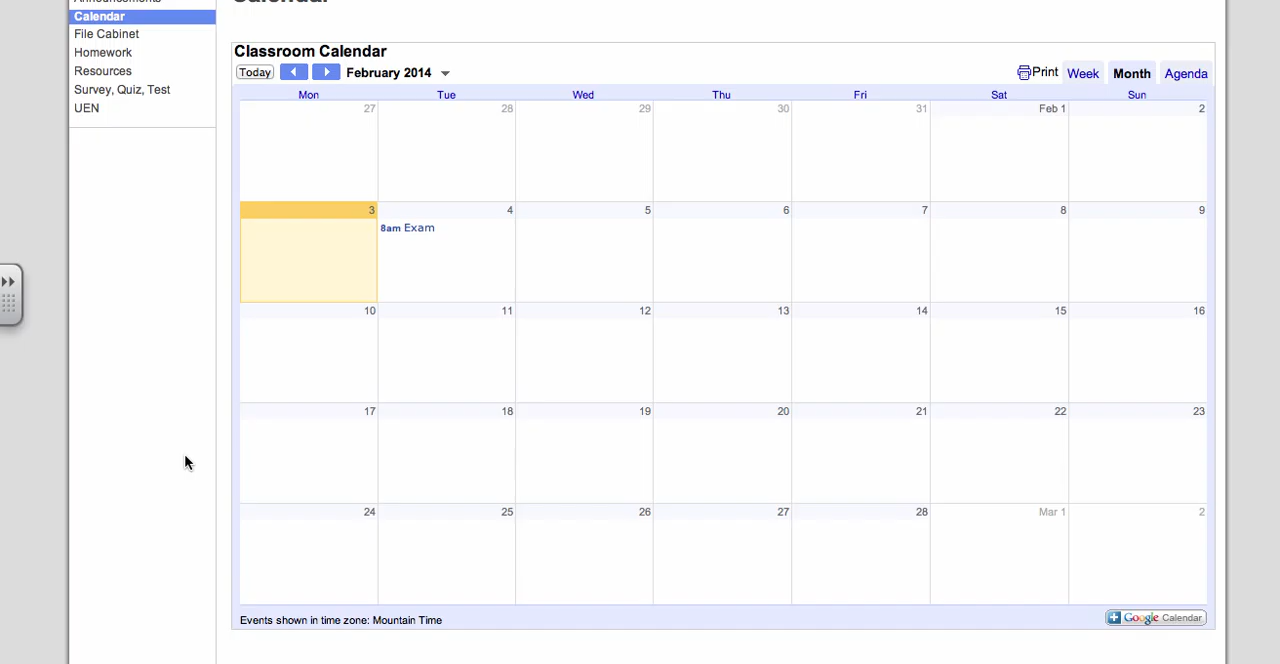 Announcements
Calendar
Calendar
File Cabinet
Homework
Resources
Survey, Quiz, Test
UEN
Classroom Calendar
Today February 2014 Print Week Month Agenda
Mon Tue Wed Thu Fri Sat Sun
27 28 29 30 31 Feb 1 2
3 4 5 6 7 8 9
8am Exam
10 11 12 13 14 15 16
17 18 19 20 21 22 23
24 25 26 27 28 Mar 1 2
Events shown in time zone: Mountain Time
Google Calendar